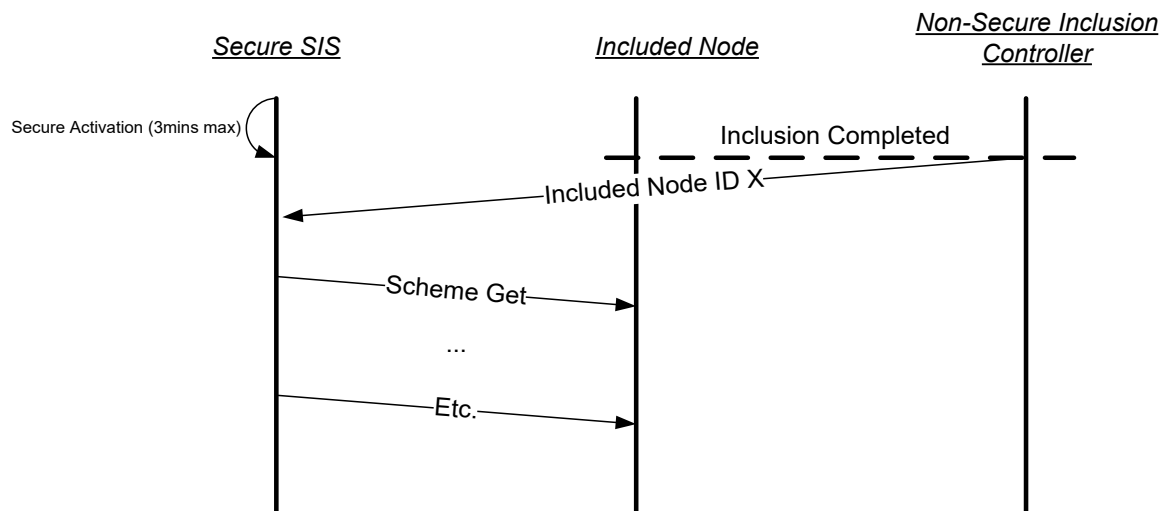 Secure SIS
Included Node
Non-Secure Inclusion
Controller
Secure Activation (3mins max)
Inclusion Completed
Included Node ID X
Scheme Get
...
Etc.